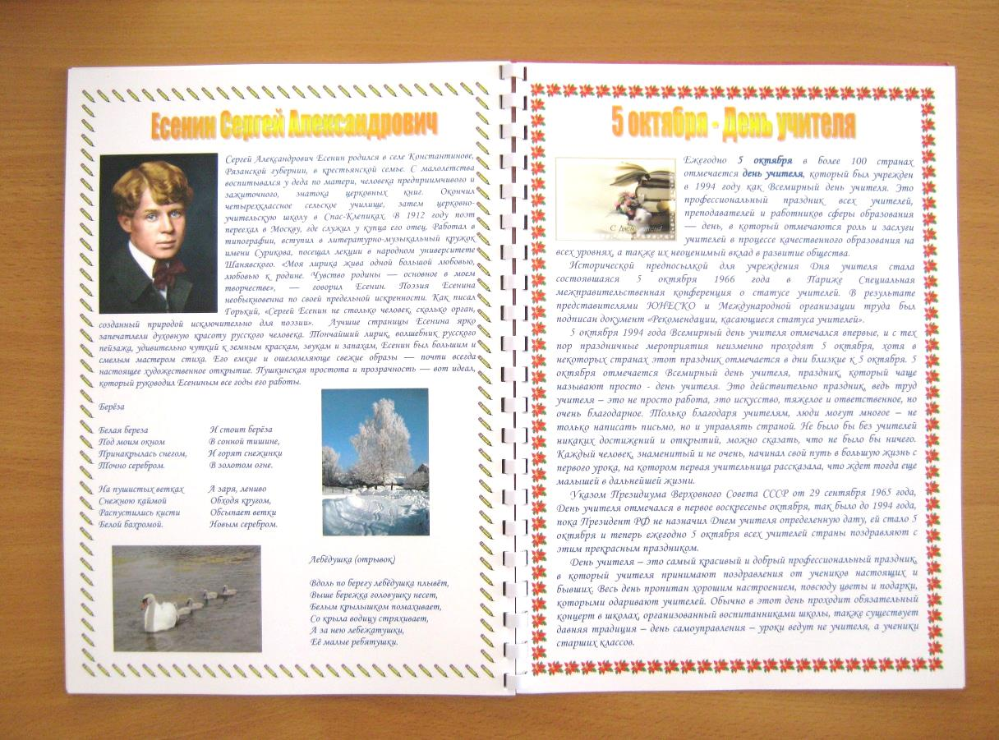 Есенин Сергей Александрович
Сергей Александрович Есенин родился в селе Константинове,
Рязанской губернии, в крестьянской семье. С малолетства
воспитывался у деда по матери, человека предприимчивого и
зажиточного, знатока церковных книг. Окончил
четырехклассное сельское училище, затем церковно-
учительскую школу в Спас-Клепиках. В 1912 году поэт
переехал в Москву, где служил у купца его отец. Работал в
типографии, вступил в литературно-музыкальный кружок
имени Сурикова, посещал лекции в народном университете
Шанявского. «Моя лирика жива одной большой любовью,
любовью к родине. Чувство родины — основное в моем
творчестве», — говорил Есенин. Поэзия Есенина
необыкновенна по своей предельной искренности. Как писал
Горький, «Сергей Есенин не столько человек, сколько орган,
созданный природой исключительно для поэзии». Лучшие страницы Есенина ярко
запечатлели духовную красоту русского человека. Тончайший лирик, волшебник русского
пейзажа, удивительно чуткий к земным краскам, звукам и запахам, Есенин был большим и
смелым мастером стиха. Его емкие и ошеломляюще свежие образы — почти всегда
настоящее художественное открытие. Пушкинская простота и прозрачность — вот идеал,
который руководил Есениным все годы его работы.
Берёза
Белая береза
Под моим окном
Принакрылась снегом,
Точно серебром.
На пушистых ветках
Снежною каймой
Распустились кисти
Белой бахромой.
И стоит берёза
В сонной тишине,
И горят снежинки
В золотом огне.
А заря, лениво
Обходя кругом,
Обсыпает ветки
Новым серебром.
Лебёдушка (отрывок)
Вдоль по берегу лебёдушка плывёт,
Выше бережка головушку несет,
Белым крылышком помахивает,
Со крыла водицу стряхивает,
А за нею лебежатушки,
Её малые ребятушки.
5 октября - День учителя
С Днем учителя!
Ежегодно 5 октября в более 100 странах
отмечается день учителя, который был учрежден
в 1994 году как Всемирный день учителя. Это
профессиональный праздник всех учителей,
преподавателей и работников сферы образования
— день, в который отмечаются роль и заслуги
учителей в процессе качественного образования на
всех уровнях, а также их неоценимый вклад в развитие общества.
Исторической предпосылкой для учреждения Дня учителя стала
состоявшаяся 5 октября 1966 года в Париже Специальная
межправительственная конференция о статусе учителей. В результате
представителями ЮНЕСКО и Международной организации труда был
подписан документ «Рекомендации, касающиеся статуса учителей».
5 октября 1994 года Всемирный день учителя отмечался впервые, и с тех
пор праздничные мероприятия неизменно проходят 5 октября, хотя в
некоторых странах этот праздник отмечается в дни близкие к 5 октября. 5
октября отмечается Всемирный день учителя, праздник, который чаще
называют просто - день учителя. Это действительно праздник, ведь труд
учителя – это не просто работа, это искусство, тяжелое и ответственное, но
очень благодарное. Только благодаря учителям, люди могут многое – не
только написать письмо, но и управлять страной. Не было бы без учителей
никаких достижений и открытий, можно сказать, что не было бы ничего.
Каждый человек, знаменитый и не очень, начинал свой путь в большую жизнь с
первого урока, на котором первая учительница рассказала, что ждет тогда еще
малышей в дальнейшей жизни.
Указом Президиума Верховного Совета СССР от 29 сентября 1965 года,
День учителя отмечался в первое воскресенье октября, так было до 1994 года,
пока Президент РФ не назначил Днем учителя определенную дату, ей стало 5
октября и теперь ежегодно 5 октября всех учителей страны поздравляют с
этим прекрасным праздником.
День учителя – это самый красивый и добрый профессиональный праздник,
в который учителя принимают поздравления от учеников настоящих и
бывших. Весь день пропитан хорошим настроением, повсюду цветы и подарки,
которыми одаривают учителей. Обычно в этот день проходит обязательный
концерт в школах, организованный воспитанниками школы, также существует
давняя традиция – день самоуправления – уроки ведут не учителя, а ученики
старших классов.